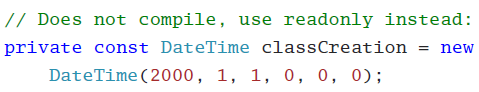 // Does not compile, use readonly instead:
private const DateTime classCreation = new
    DateTime(2000, 1, 1, 0, 0, 0);